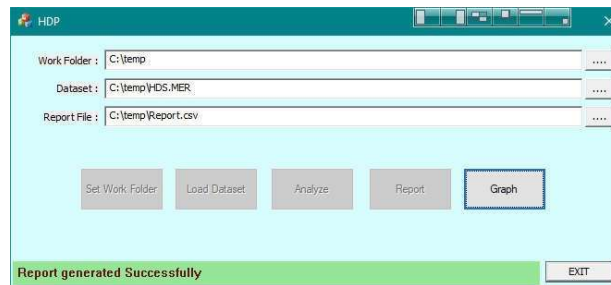 HDP
Work Folder : C:\temp ....
Dataset : C:\temp\HDS.MER ....
Report File : C:\temp\Report.csv ....
Set Work Folder Load Dataset Analyze Report Graph
Report generated Successfully EXIT